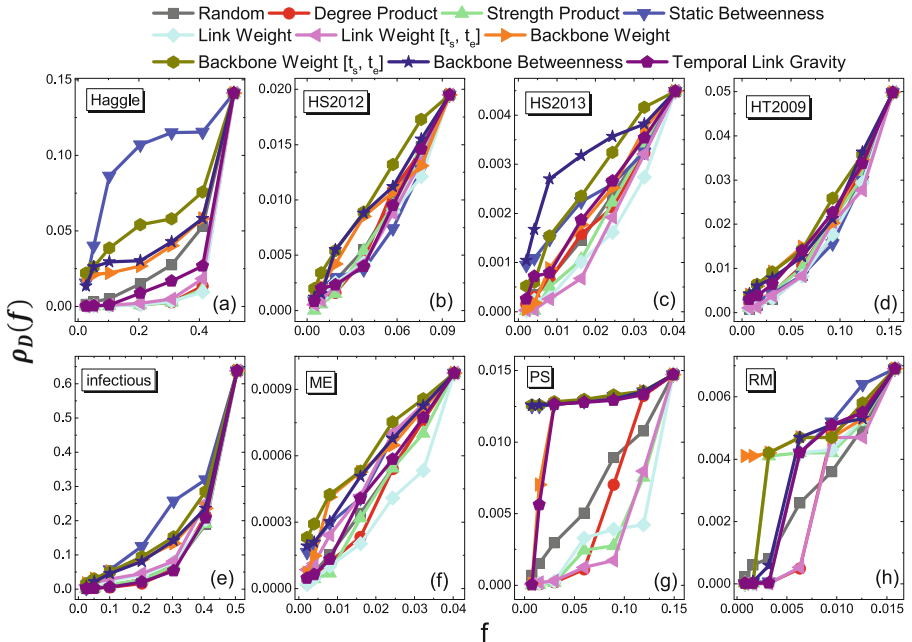 Random Degree Product Strength Product Static Betweenness
Link Weight Link Weight [tₛ, tₑ] Backbone Weight
Backbone Weight [tₛ, tₑ] Backbone Betweenness Temporal Link Gravity
ρ_D(f)
0.15
0.10
0.05
0.00
0.0 0.2 0.4
Haggle
(a)
0.020
0.015
0.010
0.005
0.000
0.00 0.03 0.06 0.09
HS2012
(b)
0.004
0.003
0.002
0.001
0.000
0.00 0.01 0.02 0.03 0.04
HS2013
(c)
0.05
0.04
0.03
0.02
0.01
0.00
0.00 0.05 0.10 0.15
HT2009
(d)
0.6
0.5
0.4
0.3
0.2
0.1
0.0
0.0 0.1 0.2 0.3 0.4 0.5
infectious
(e)
0.0009
0.0006
0.0003
0.0000
0.00 0.01 0.02 0.03 0.04
ME
(f)
0.015
0.010
0.005
0.000
0.00 0.05 0.10 0.15
PS
(g)
0.006
0.004
0.002
0.000
0.000 0.005 0.010 0.015
RM
(h)
f